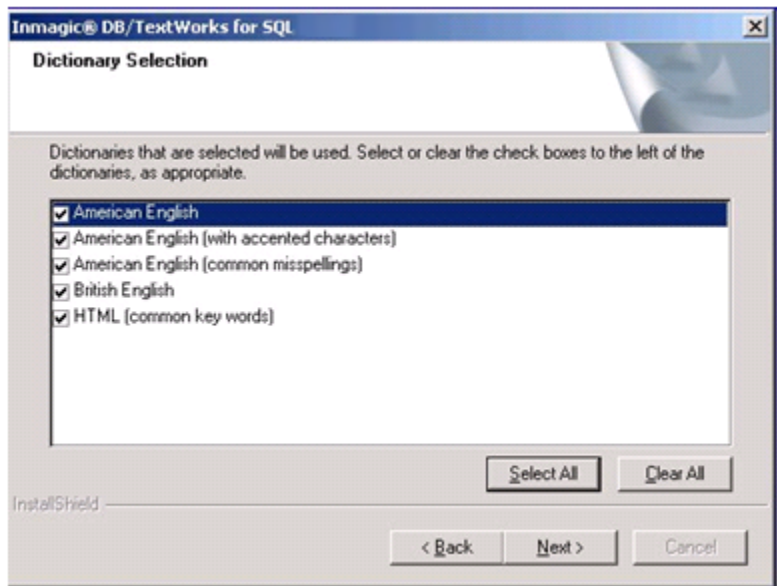 Inmagic® DB/TextWorks for SQL
Dictionary Selection
Dictionaries that are selected will be used. Select or clear the check boxes to the left of the
dictionaries, as appropriate.
American English
American English (with accented characters)
American English (common misspellings)
British English
HTML (common key words)
Select All
Clear All
InstallShield
< Back
Next >
Cancel